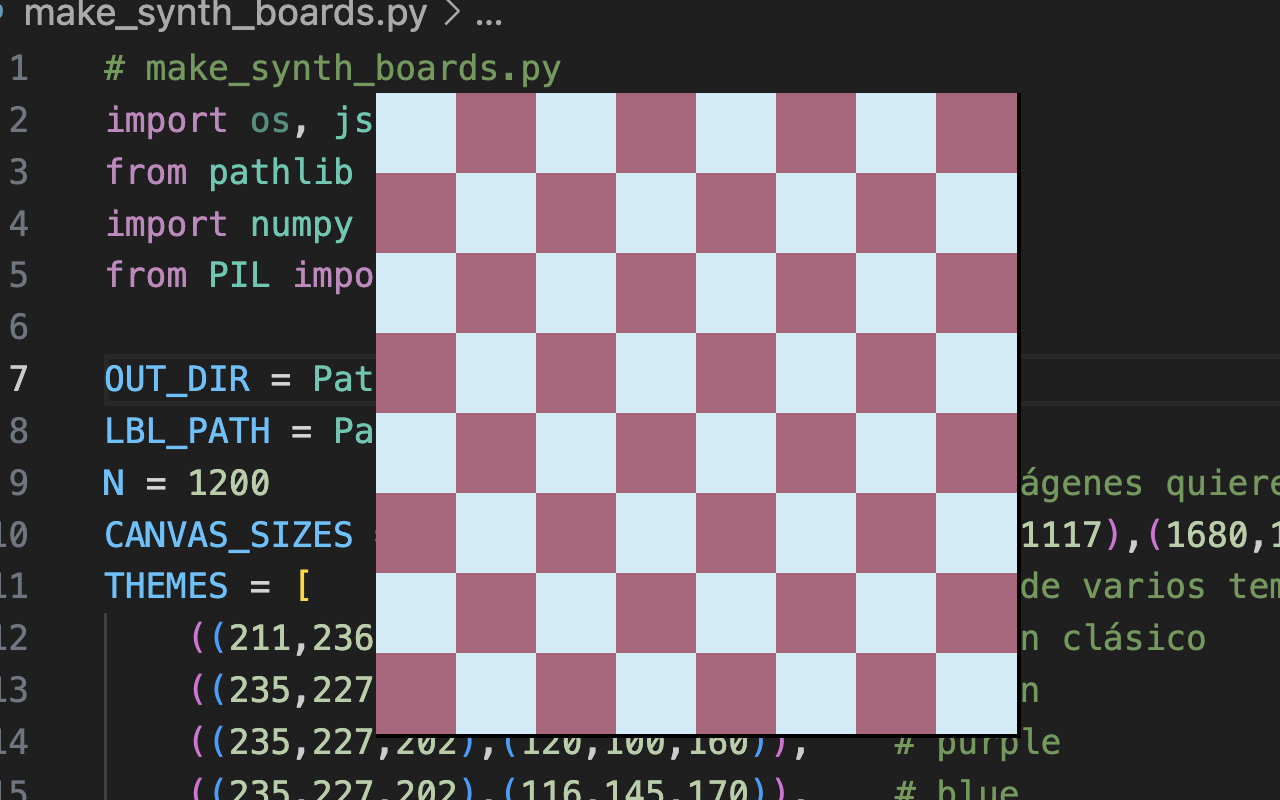 make_synth_boards.py > ...
1 # make_synth_boards.py
2 import os, js
3 from pathlib
4 import numpy
5 from PIL impo
6
7 OUT_DIR = Pat
8 LBL_PATH = Pa
9 N = 1200 ágenes quiere
10 CANVAS_SIZES 1117),(1680,1
11 THEMES = [ de varios tem
12 ((211,236 n clásico
13 ((235,227 n
14 ((235,227,202),(120,100,160)), # purple
15 ((235,227,202),(116,145,170)), # blue